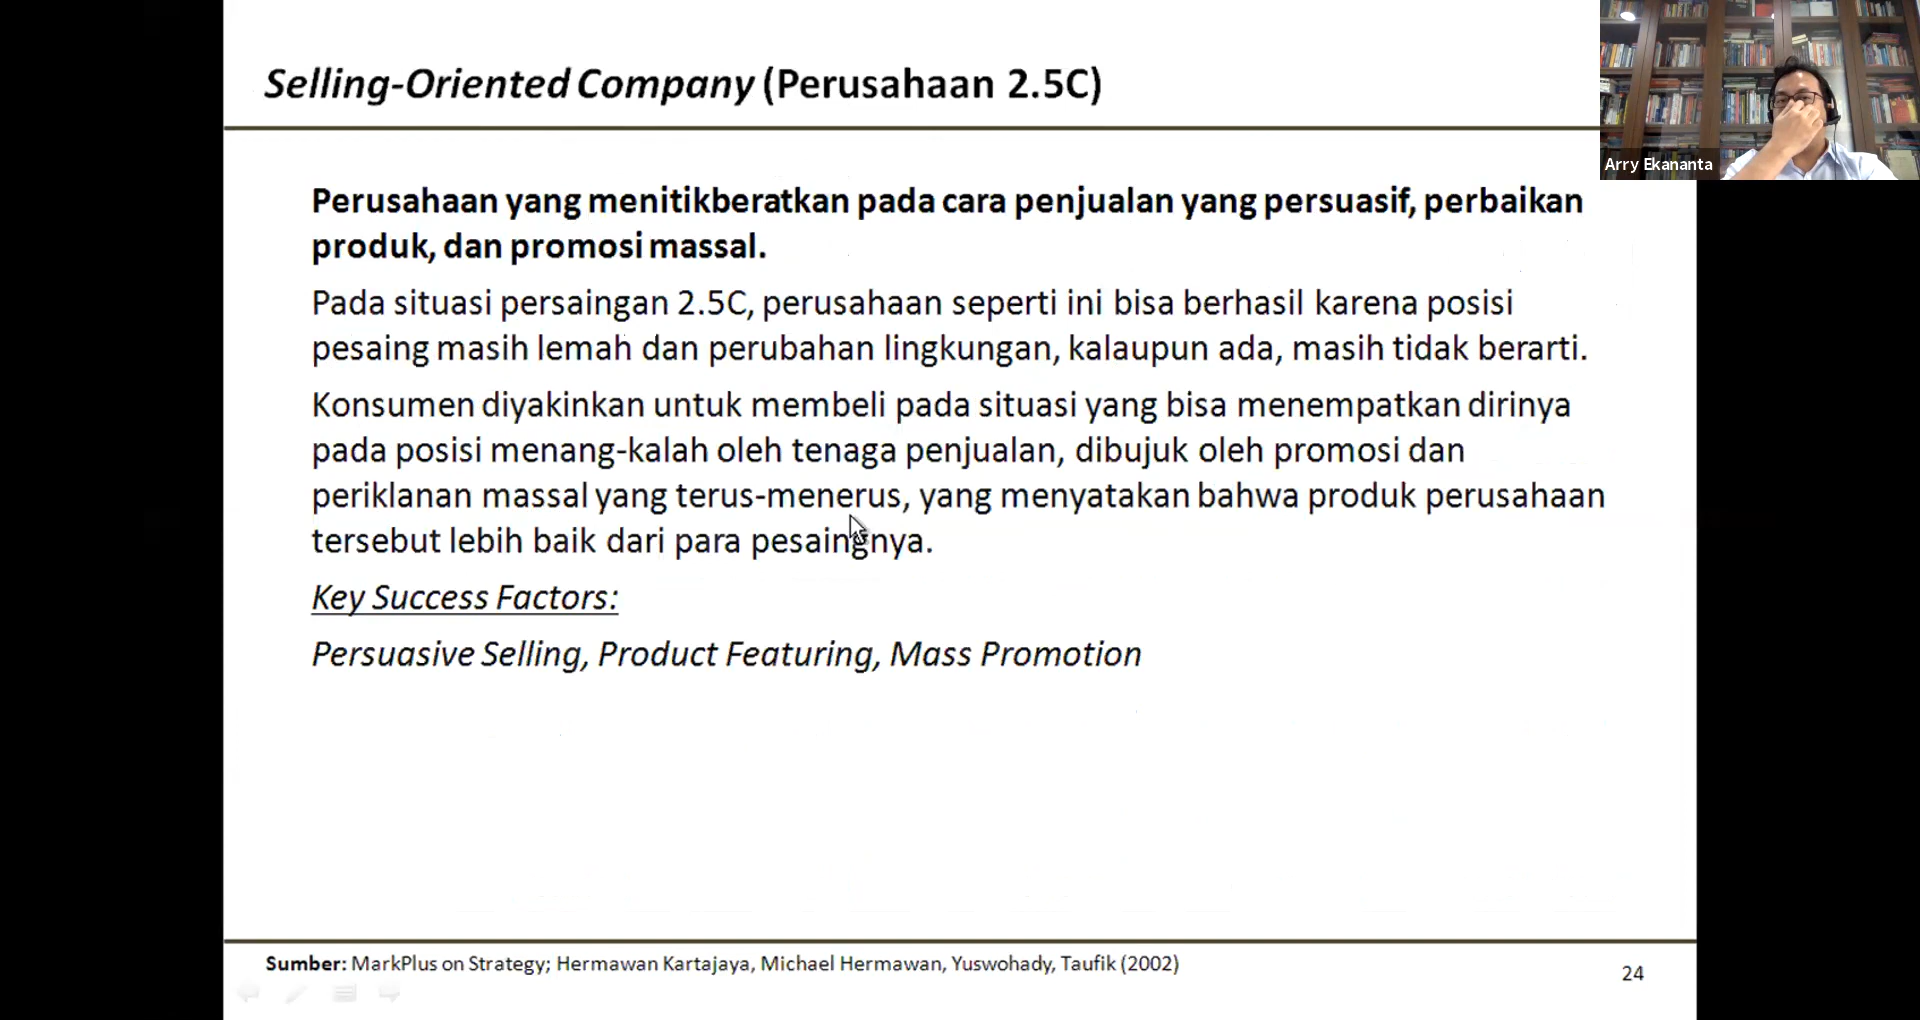 Selling-Oriented Company (Perusahaan 2.5C)
Arry Ekananta
Perusahaan yang menitikberatkan pada cara penjualan yang persuasif, perbaikan
produk, dan promosi massal.
Pada situasi persaingan 2.5C, perusahaan seperti ini bisa berhasil karena posisi
pesaing masih lemah dan perubahan lingkungan, kalaupun ada, masih tidak berarti.
Konsumen diyakinkan untuk membeli pada situasi yang bisa menempatkan dirinya
pada posisi menang-kalah oleh tenaga penjualan, dibujuk oleh promosi dan
periklanan massal yang terus-menerus, yang menyatakan bahwa produk perusahaan
tersebut lebih baik dari para pesaingnya.
Key Success Factors:
Persuasive Selling, Product Featuring, Mass Promotion
Sumber: MarkPlus on Strategy; Hermawan Kartajaya, Michael Hermawan, Yuswohady, Taufik (2002)
24